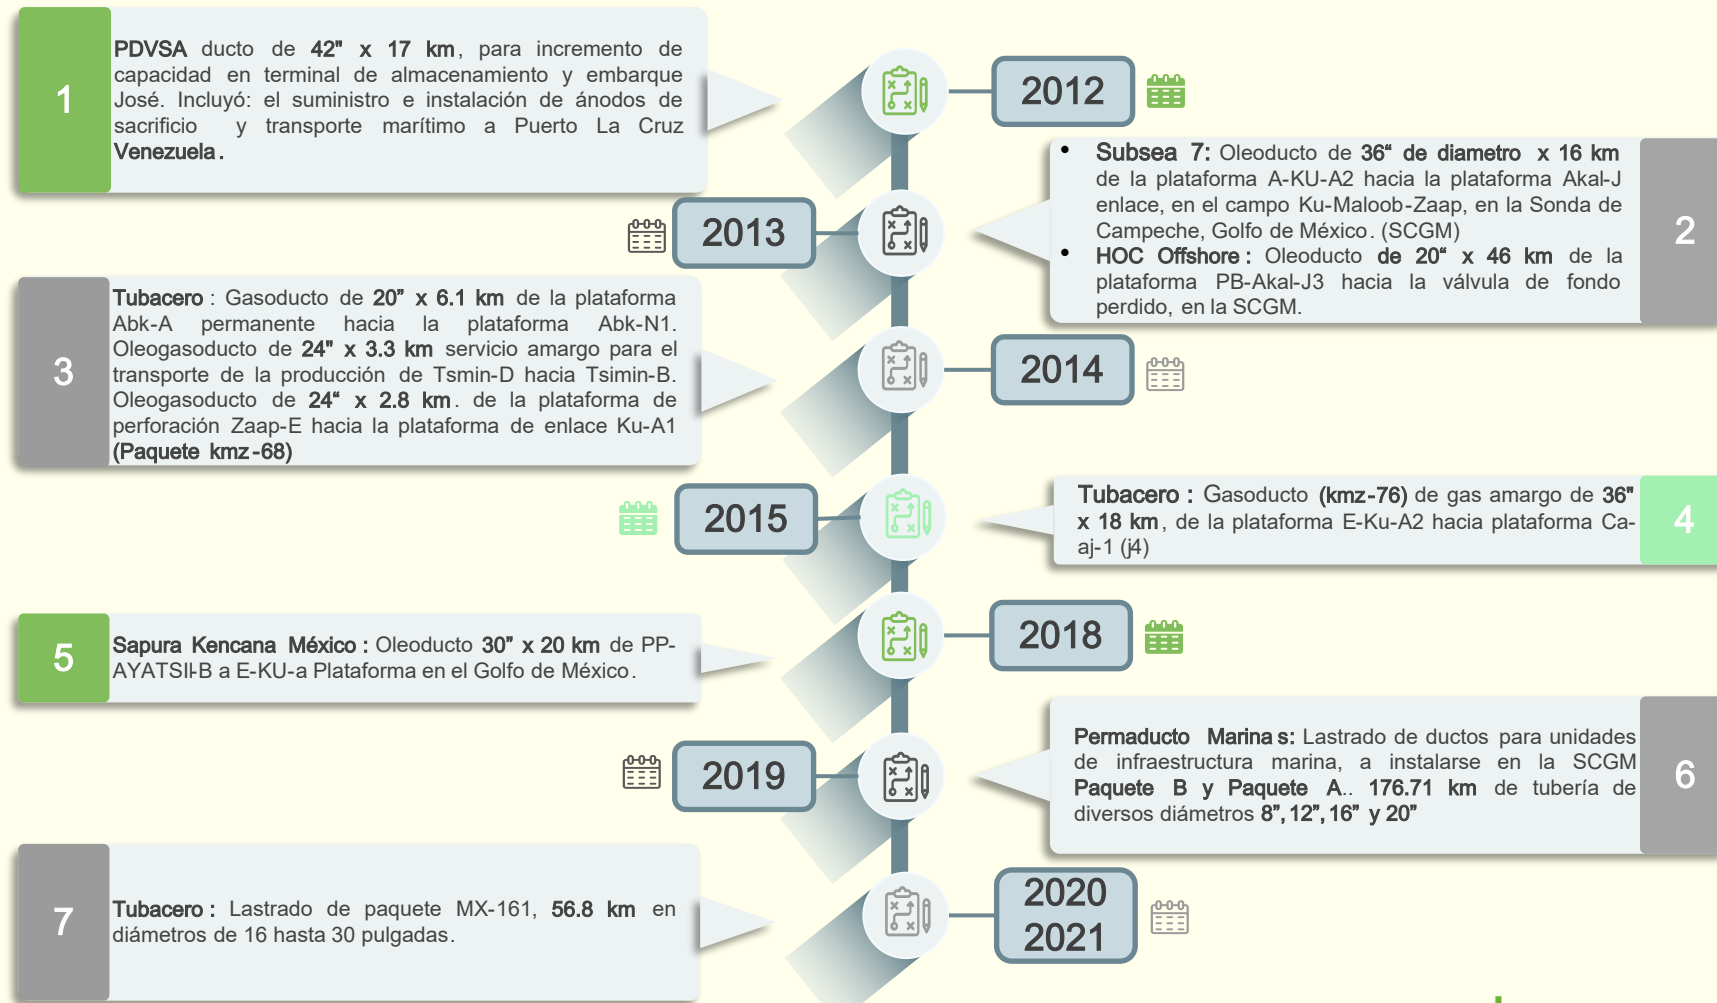 1
PDVSA ducto de 42" x 17 km, para incremento de
capacidad en terminal de almacenamiento y embarque
José. Incluyó: el suministro e instalación de ánodos de
sacrificio y transporte marítimo a Puerto La Cruz
Venezuela.
2012
2013
• Subsea 7: Oleoducto de 36“ de diametro x 16 km
de la plataforma A-KU-A2 hacia la plataforma Akal-J
enlace, en el campo Ku-Maloob-Zaap, en la Sonda de
Campeche, Golfo de México. (SCGM)
• HOC Offshore: Oleoducto de 20“ x 46 km de la
plataforma PB-Akal-J3 hacia la válvula de fondo
perdido, en la SCGM.
2
3
Tubacero : Gasoducto de 20” x 6.1 km de la plataforma
Abk-A permanente hacia la plataforma Abk-N1.
Oleogasoducto de 24" x 3.3 km servicio amargo para el
transporte de la producción de Tsmin-D hacia Tsimin-B.
Oleogasoducto de 24“ x 2.8 km. de la plataforma de
perforación Zaap-E hacia la plataforma de enlace Ku-A1
(Paquete kmz-68)
2014
2015
Tubacero : Gasoducto (kmz-76) de gas amargo de 36"
x 18 km, de la plataforma E-Ku-A2 hacia plataforma Ca-
aj-1 (j4)
4
5
Sapura Kencana México : Oleoducto 30” x 20 km de PP-
AYATSIl-B a E-KU-a Plataforma en el Golfo de México.
2018
2019
Permaducto Marinas: Lastrado de ductos para unidades
de infraestructura marina, a instalarse en la SCGM
Paquete B y Paquete A.. 176.71 km de tubería de
diversos diámetros 8”, 12”, 16” y 20”
6
7
Tubacero : Lastrado de paquete MX-161, 56.8 km en
diámetros de 16 hasta 30 pulgadas.
2020
2021